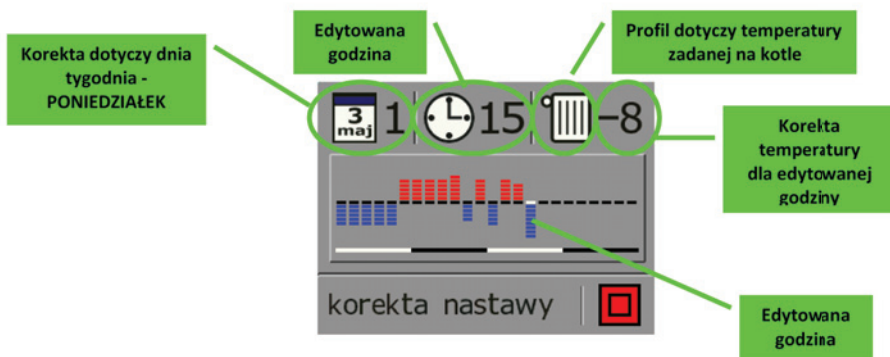 Korekta dotyczy dnia
tygodnia -
PONIEDZIAŁEK
Edytowana
godzina
Profil dotyczy temperatury
zadanej na kotle
3
maj
1
15
-8
Korekta
temperatury
dla edytowanej
godziny
korekta nastawy
Edytowana
godzina